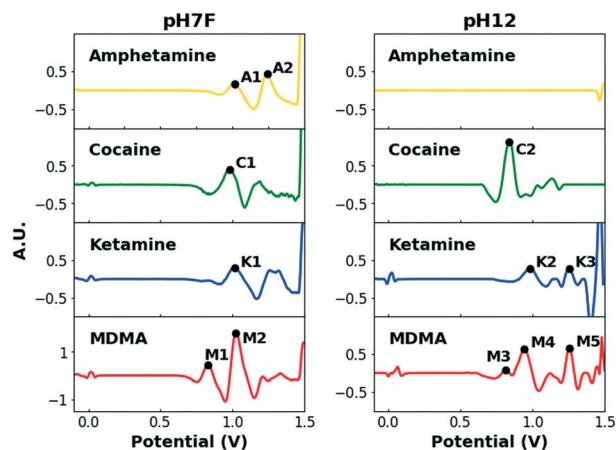 pH7F
pH12
A.U.
Amphetamine
0.5
−0.5
A1
A2
Cocaine
0.5
−0.5
C1
Ketamine
0.5
−0.5
K1
MDMA
1
−1
M1
M2
0.0
0.5
1.0
1.5
Potential (V)
Amphetamine
0.5
−0.5
Cocaine
0.5
−0.5
C2
Ketamine
0.5
−0.5
K2
K3
MDMA
0.5
−0.5
M3
M4
M5
0.0
0.5
1.0
1.5
Potential (V)